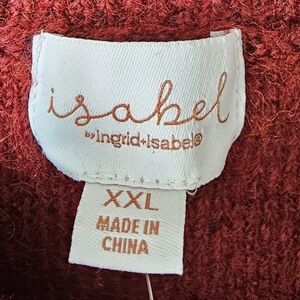 isabel
by ingrid+isabel®
XXL
MADE IN
CHINA